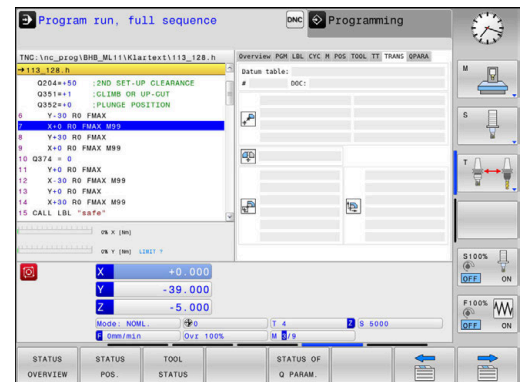 Program run, full sequence
DNC
Programming
TNC:\nc_prog\BHB_ML11\Klartext\113_128.h
→113_128.h
Q204=+50 ;2ND SET-UP CLEARANCE
Q351=+1 ;CLIMB OR UP-CUT
Q352=+0 ;PLUNGE POSITION
6 Y-30 R0 FMAX
7 X+0 R0 FMAX M99
8 Y+30 R0 FMAX
9 X+0 R0 FMAX M99
10 Q374 = 0
11 Y+0 R0 FMAX
12 X-30 R0 FMAX M99
13 Y+0 R0 FMAX
14 X+30 R0 FMAX M99
15 CALL LBL "safe"
0% X [Nm]
0% Y [Nm] LIMIT 1
Overview PGM LBL CYC M POS TOOL TT TRANS QPARA
Datum table:
# DOC:
X +0.000
Y -39.000
Z -5.000
Mode: NOML. 0 T 4 Z S 5000
F 0mm/min Ovr 100% M 5/9
M
S
T
S100%
OFF ON
F100%
OFF ON
STATUS OVERVIEW
STATUS POS.
TOOL STATUS
STATUS OF Q PARAM.